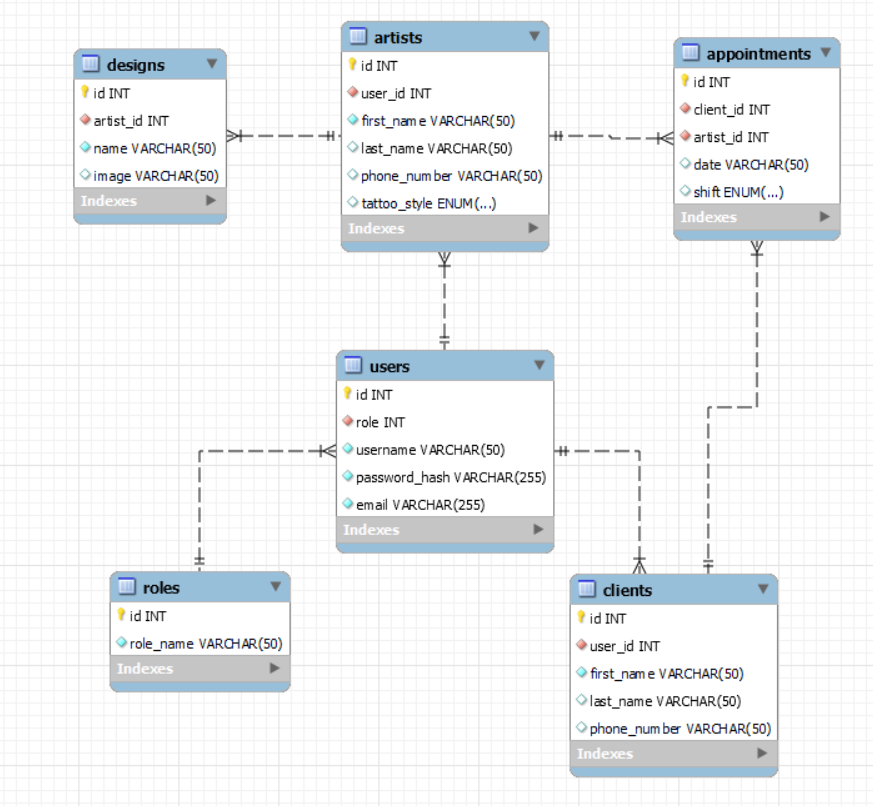 designs
id INT
artist_id INT
name VARCHAR(50)
image VARCHAR(50)
Indexes
artists
id INT
user_id INT
first_name VARCHAR(50)
last_name VARCHAR(50)
phone_number VARCHAR(50)
tattoo_style ENUM(...)
Indexes
appointments
id INT
client_id INT
artist_id INT
date VARCHAR(50)
shift ENUM(...)
Indexes
users
id INT
role INT
username VARCHAR(50)
password_hash VARCHAR(255)
email VARCHAR(255)
Indexes
roles
id INT
role_name VARCHAR(50)
Indexes
clients
id INT
user_id INT
first_name VARCHAR(50)
last_name VARCHAR(50)
phone_number VARCHAR(50)
Indexes